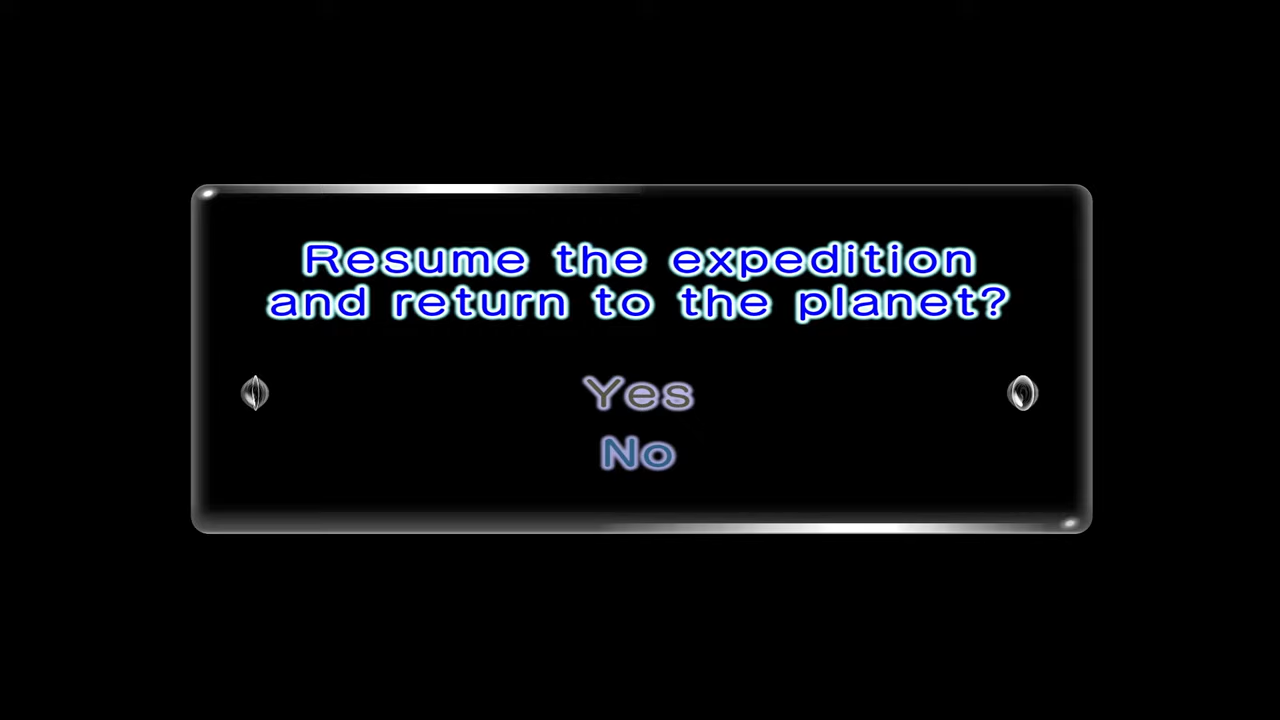 Resume the expedition
and return to the planet?
Yes
No